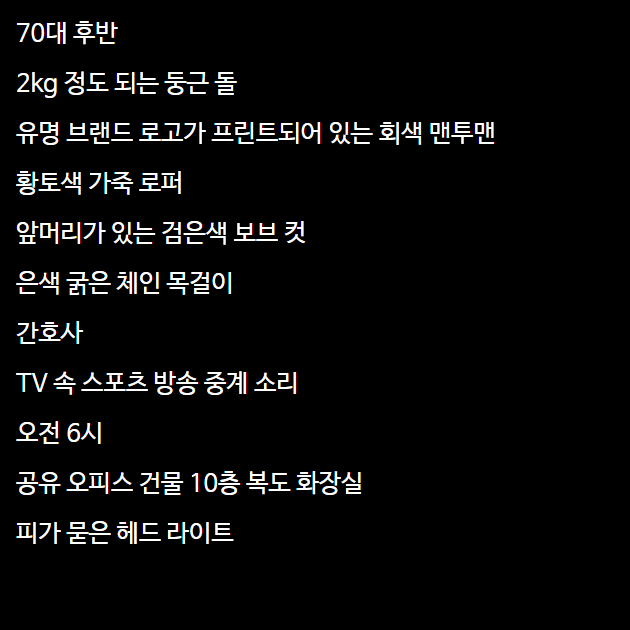 70대 후반
2kg 정도 되는 둥근 돌
유명 브랜드 로고가 프린트되어 있는 회색 맨투맨
황토색 가죽 로퍼
앞머리가 있는 검은색 보브 컷
은색 굵은 체인 목걸이
간호사
TV 속 스포츠 방송 중계 소리
오전 6시
공유 오피스 건물 10층 복도 화장실
피가 묻은 헤드 라이트